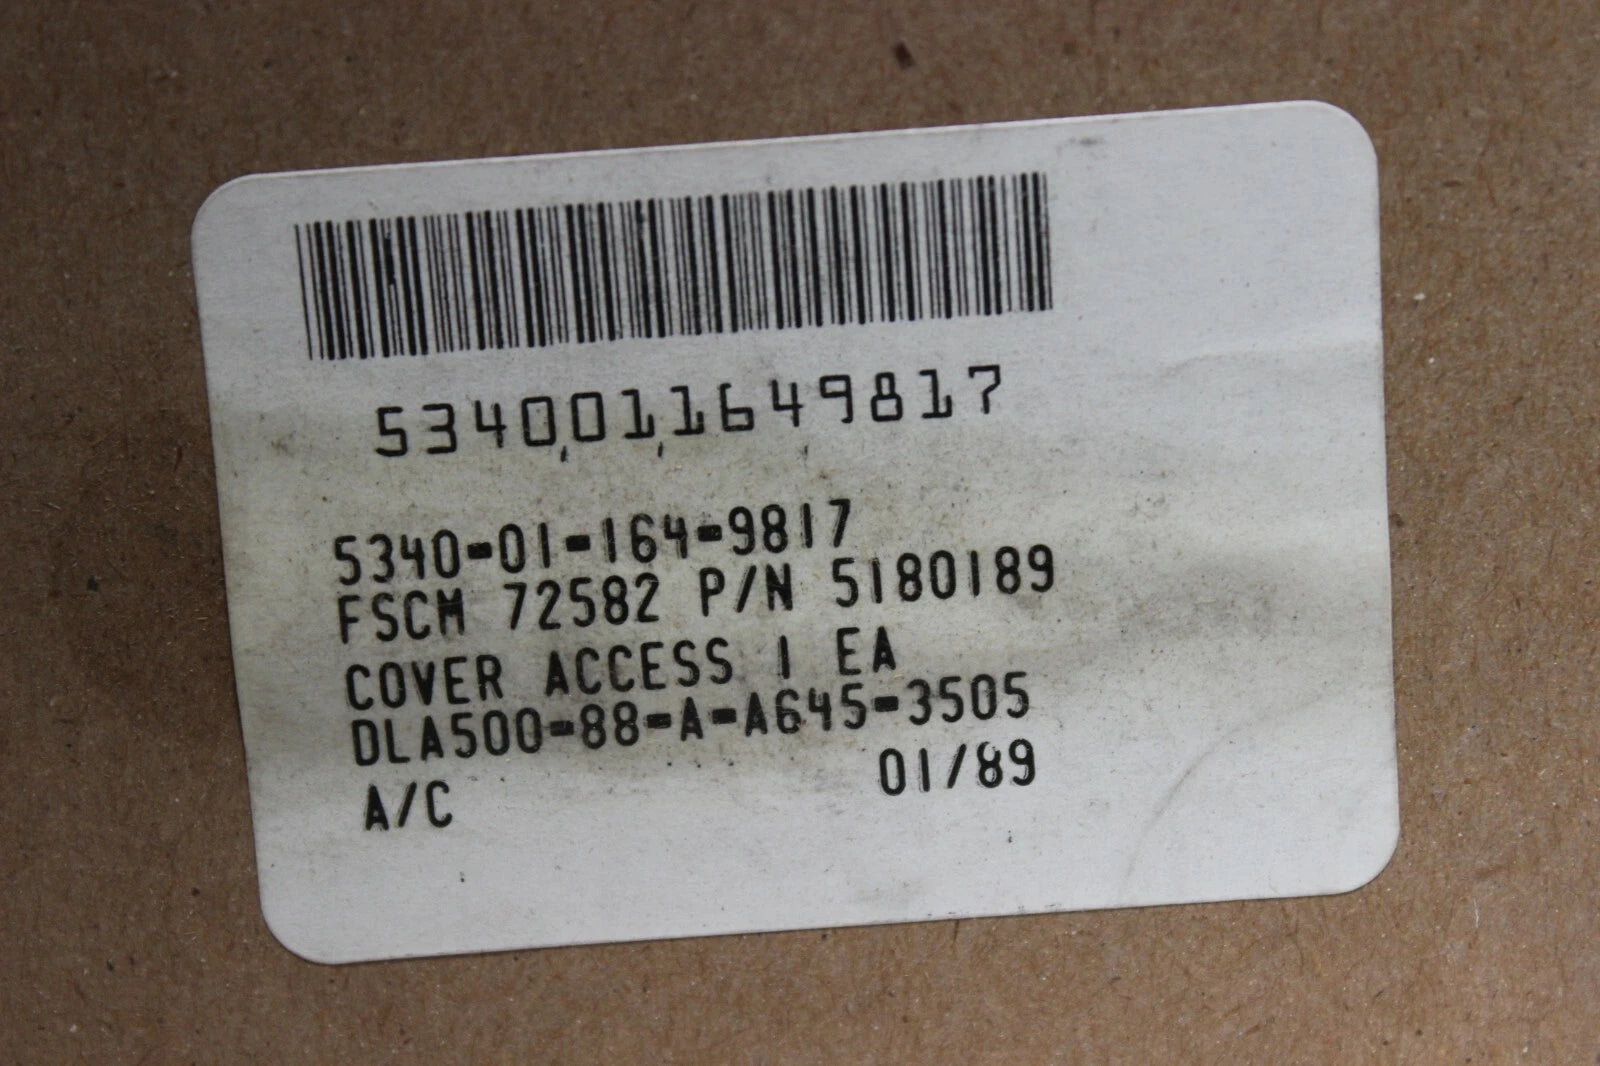 5340011649817
5340-01-164-9817
FSCM 72582 P/N 5180189
COVER ACCESS 1 EA
DLA500-88-A-A645-3505
A/C 01/89